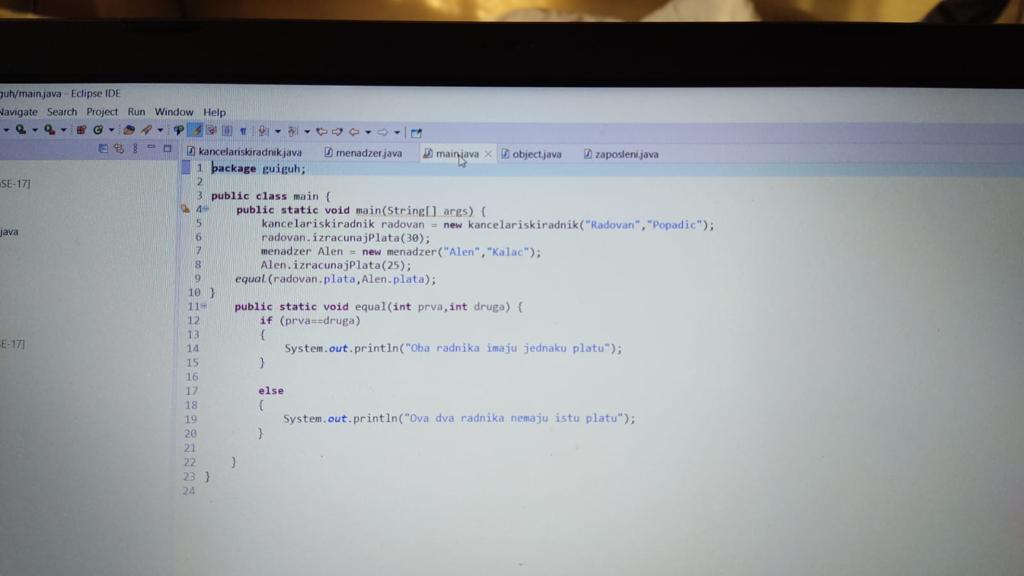 guh/main.java - Eclipse IDE
Navigate Search Project Run Window Help
kancelariskiradnik.java menadzer.java main.java object.java zaposleni.java
SE-17]
java
E-17]
1 package guiguh;
2
3 public class main {
4 public static void main(String[] args) {
5 kancelariskiradnik radovan = new kancelariskiradnik("Radovan","Popadic");
6 radovan.izracunajPlata(30);
7 menadzer Alen = new menadzer("Alen","Kalac");
8 Alen.izracunajPlata(25);
9 equal(radovan.plata,Alen.plata);
10 }
11 public static void equal(int prva,int druga) {
12 if (prva==druga)
13 {
14 System.out.println("Oba radnika imaju jednaku platu");
15 }
16
17 else
18 {
19 System.out.println("Ova dva radnika nemaju istu platu");
20 }
21
22 }
23 }
24